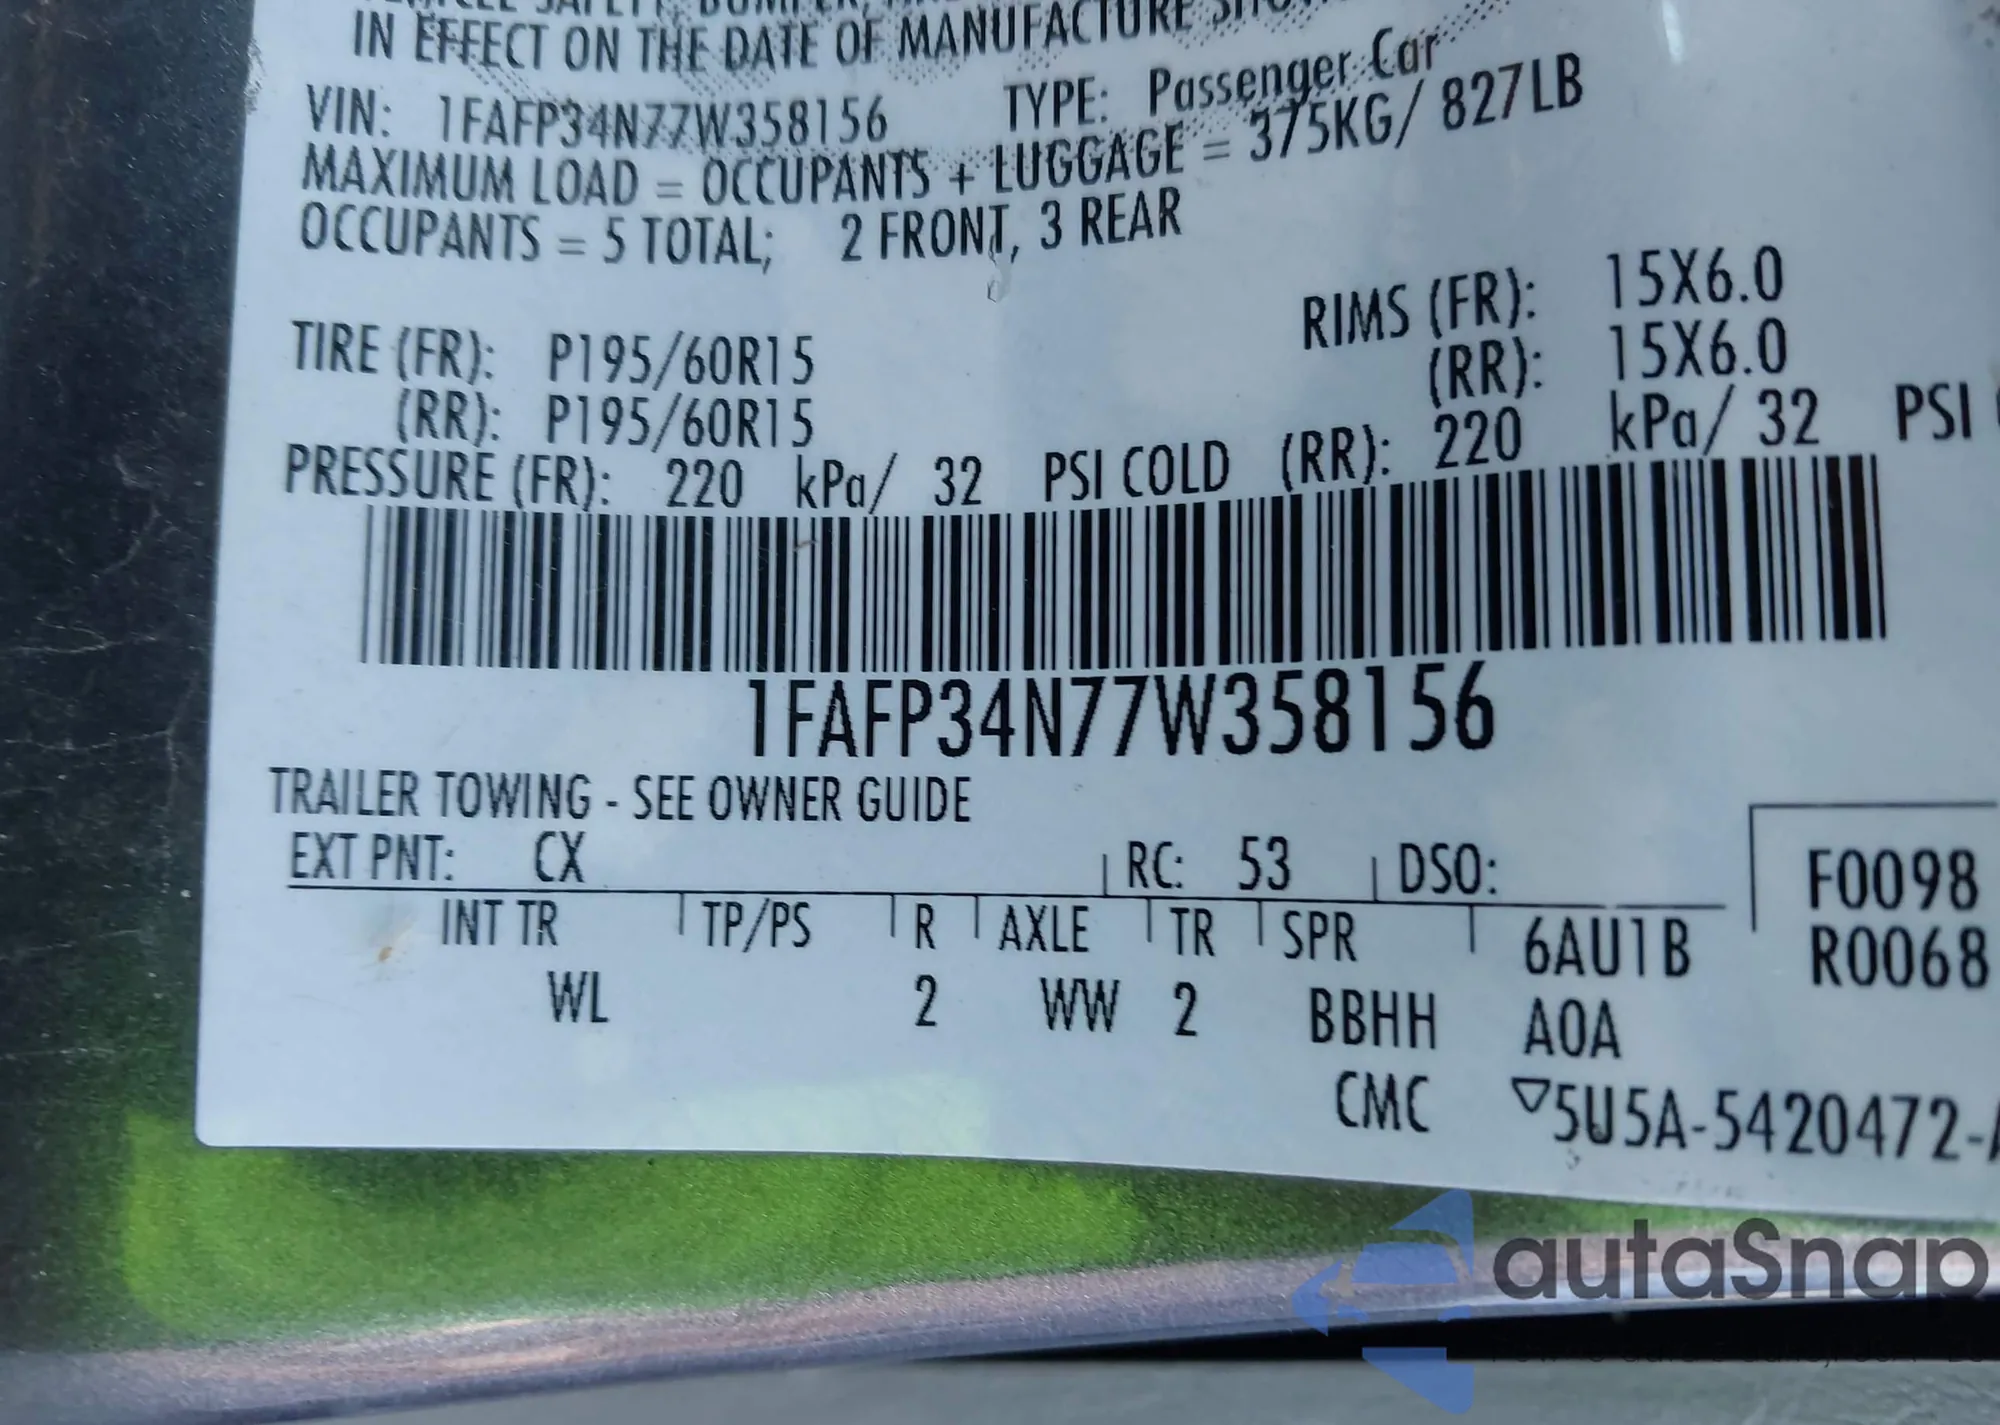 IN EFFECT ON THE DATE OF MANUFACTURE
VIN: 1FAFP34N77W358156 TYPE: Passenger Car
MAXIMUM LOAD = OCCUPANTS + LUGGAGE = 375KG/ 827LB
OCCUPANTS = 5 TOTAL; 2 FRONT, 3 REAR
TIRE (FR): P195/60R15 RIMS (FR): 15X6.0
(RR): P195/60R15 (RR): 15X6.0
PRESSURE (FR): 220 kPa/ 32 PSI COLD (RR): 220 kPa/ 32 PSI
1FAFP34N77W358156
TRAILER TOWING - SEE OWNER GUIDE
EXT PNT: CX RC: 53 DSO: F0098
INT TR TP/PS R AXLE TR SPR 6AU1B R0068
WL 2 WW 2 BBHH A0A
CMC ▽5U5A-5420472-
autaSnap